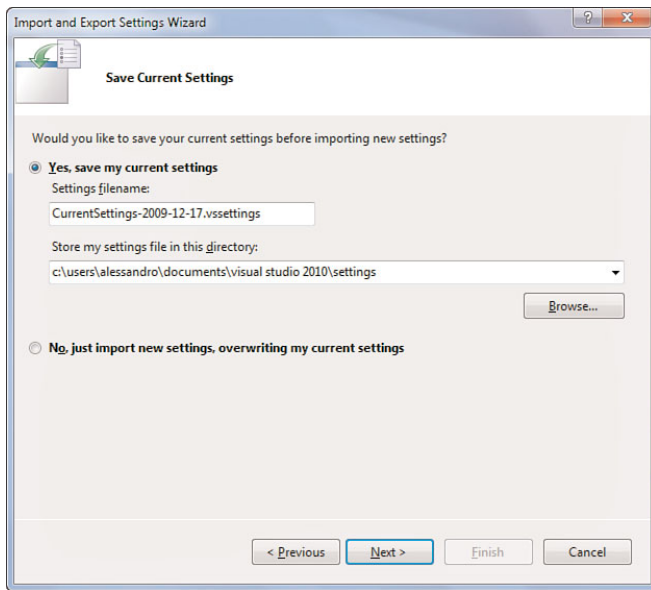 Import and Export Settings Wizard
Save Current Settings
Would you like to save your current settings before importing new settings?
Yes, save my current settings
Settings filename:
CurrentSettings-2009-12-17.vssettings
Store my settings file in this directory:
c:\users\alessandro\documents\visual studio 2010\settings
Browse...
No, just import new settings, overwriting my current settings
< Previous Next > Finish Cancel